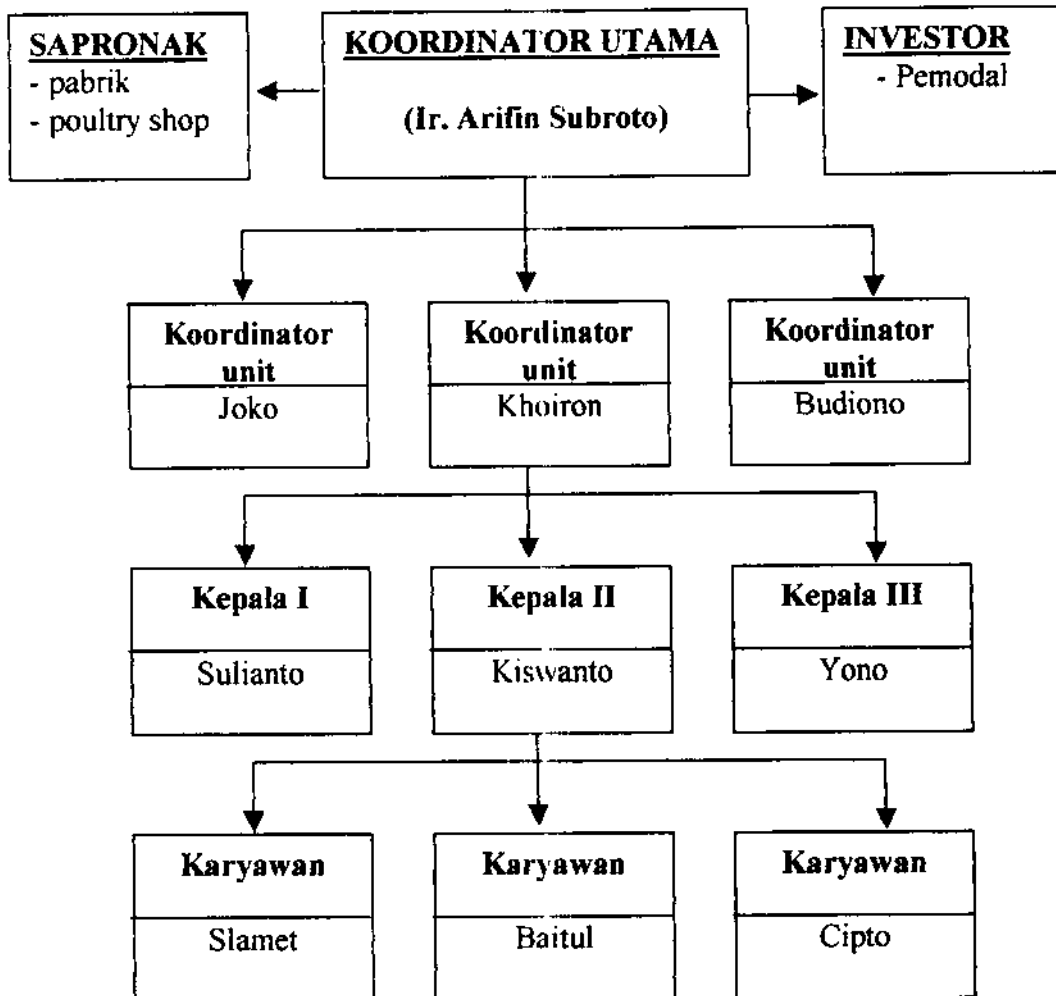 SAPRONAK
- pabrik
- poultry shop
KOORDINATOR UTAMA
(Ir. Arifin Subroto)
INVESTOR
- Pemodal
Koordinator
unit
Joko
Koordinator
unit
Khoiron
Koordinator
unit
Budiono
Kepala I
Sulianto
Kepala II
Kiswanto
Kepala III
Yono
Karyawan
Slamet
Karyawan
Baitul
Karyawan
Cipto